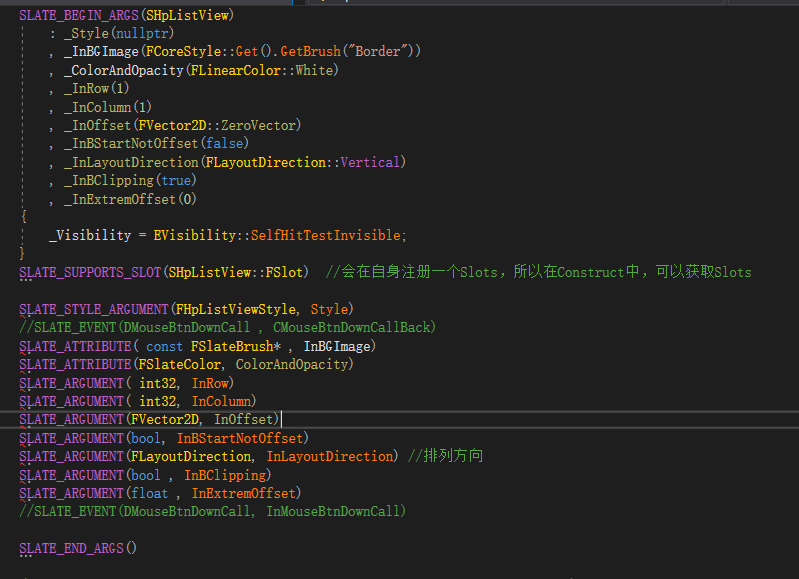 SLATE_BEGIN_ARGS(SHpListView)
: _Style(nullptr)
, _InBGImage(FCoreStyle::Get().GetBrush("Border"))
, _ColorAndOpacity(FLinearColor::White)
, _InRow(1)
, _InColumn(1)
, _InOffset(FVector2D::ZeroVector)
, _InBStartNotOffset(false)
, _InLayoutDirection(FLayoutDirection::Vertical)
, _InBClipping(true)
, _InExtremOffset(0)
{
_Visibility = EVisibility::SelfHitTestInvisible;
}
SLATE_SUPPORTS_SLOT(SHpListView::FSlot) //会在自身注册一个Slots，所以在Construct中，可以获取Slots
SLATE_STYLE_ARGUMENT(FHpListViewStyle, Style)
//SLATE_EVENT(DMouseBtnDownCall , CMouseBtnDownCallBack)
SLATE_ATTRIBUTE( const FSlateBrush* , InBGImage)
SLATE_ATTRIBUTE(FSlateColor, ColorAndOpacity)
SLATE_ARGUMENT( int32, InRow)
SLATE_ARGUMENT( int32, InColumn)
SLATE_ARGUMENT(FVector2D, InOffset)
SLATE_ARGUMENT(bool, InBStartNotOffset)
SLATE_ARGUMENT(FLayoutDirection, InLayoutDirection) //排列方向
SLATE_ARGUMENT(bool , InBClipping)
SLATE_ARGUMENT(float , InExtremOffset)
//SLATE_EVENT(DMouseBtnDownCall, InMouseBtnDownCall)
SLATE_END_ARGS()